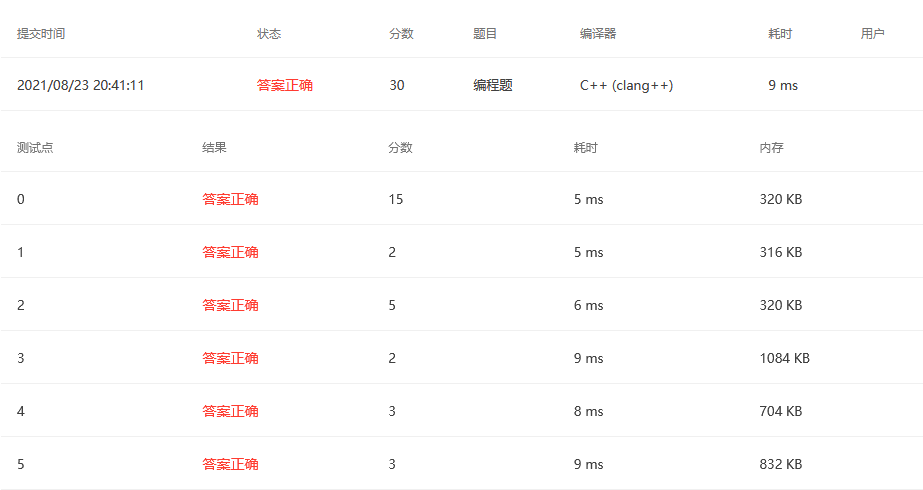 提交时间 状态 分数 题目 编译器 耗时 用户
2021/08/23 20:41:11 答案正确 30 编程题 C++ (clang++) 9 ms
测试点 结果 分数 耗时 内存
0 答案正确 15 5 ms 320 KB
1 答案正确 2 5 ms 316 KB
2 答案正确 5 6 ms 320 KB
3 答案正确 2 9 ms 1084 KB
4 答案正确 3 8 ms 704 KB
5 答案正确 3 9 ms 832 KB